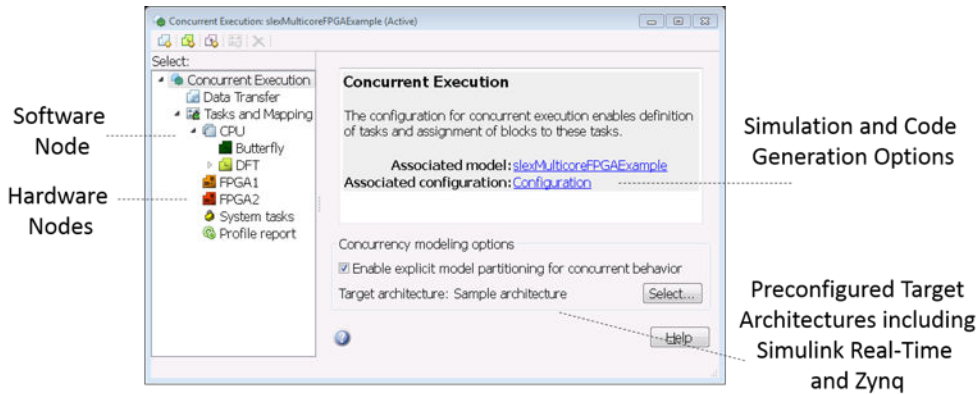 Concurrent Execution: slexMulticoreFPGAExample (Active)
Select:
Concurrent Execution
Data Transfer
Tasks and Mapping
CPU
Butterfly
DFT
FPGA1
FPGA2
System tasks
Profile report
Software
Node
Hardware
Nodes
Concurrent Execution
The configuration for concurrent execution enables definition
of tasks and assignment of blocks to these tasks.
Associated model: slexMulticoreFPGAExample
Associated configuration: Configuration
Concurrency modeling options
Enable explicit model partitioning for concurrent behavior
Target architecture: Sample architecture Select...
Help
Simulation and Code
Generation Options
Preconfigured Target
Architectures including
Simulink Real-Time
and Zynq